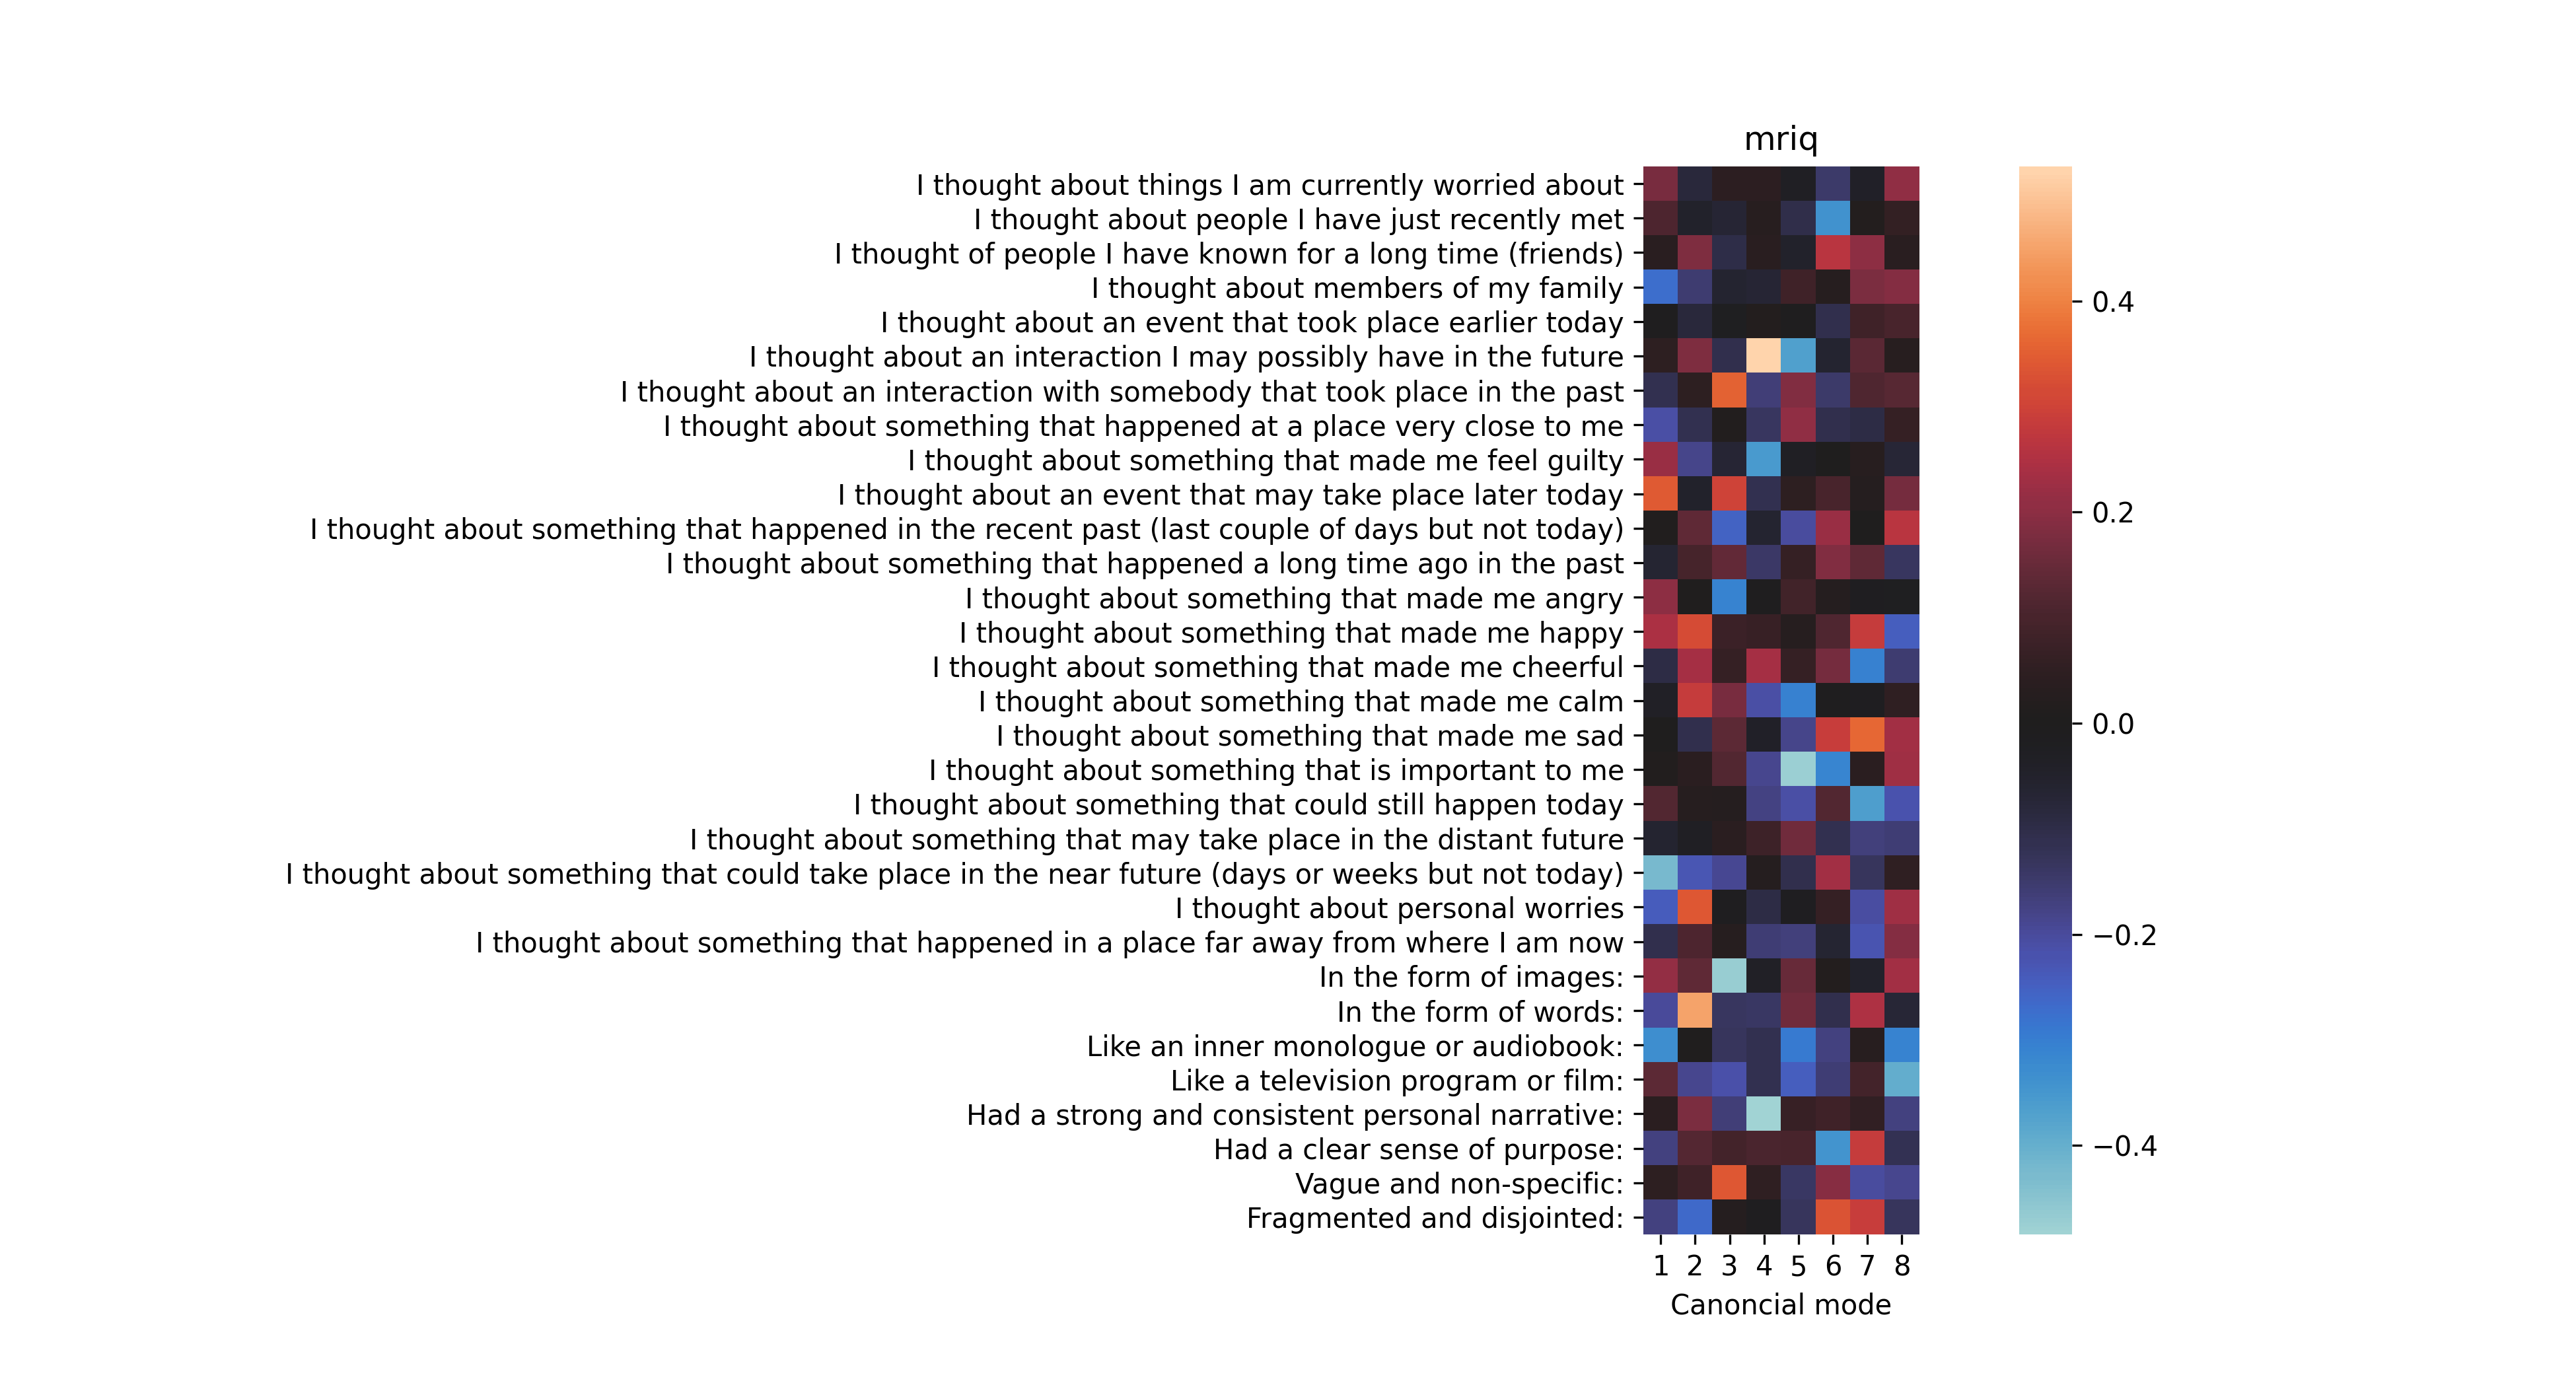 mriq
I thought about things I am currently worried about
I thought about people I have just recently met
I thought of people I have known for a long time (friends)
I thought about members of my family
I thought about an event that took place earlier today
I thought about an interaction I may possibly have in the future
I thought about an interaction with somebody that took place in the past
I thought about something that happened at a place very close to me
I thought about something that made me feel guilty
I thought about an event that may take place later today
I thought about something that happened in the recent past (last couple of days but not today)
I thought about something that happened a long time ago in the past
I thought about something that made me angry
I thought about something that made me happy
I thought about something that made me cheerful
I thought about something that made me calm
I thought about something that made me sad
I thought about something that is important to me
I thought about something that could still happen today
I thought about something that may take place in the distant future
I thought about something that could take place in the near future (days or weeks but not today)
I thought about personal worries
I thought about something that happened in a place far away from where I am now
In the form of images:
In the form of words:
Like an inner monologue or audiobook:
Like a television program or film:
Had a strong and consistent personal narrative:
Had a clear sense of purpose:
Vague and non-specific:
Fragmented and disjointed:
1 2 3 4 5 6 7 8
Canoncial mode
0.4
0.2
0.0
−0.2
−0.4